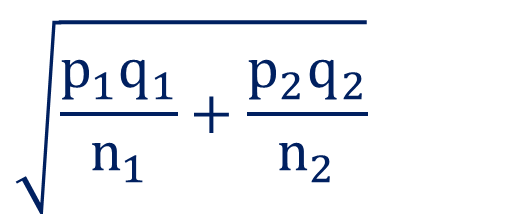 √(p₁q₁/n₁ + p₂q₂/n₂)